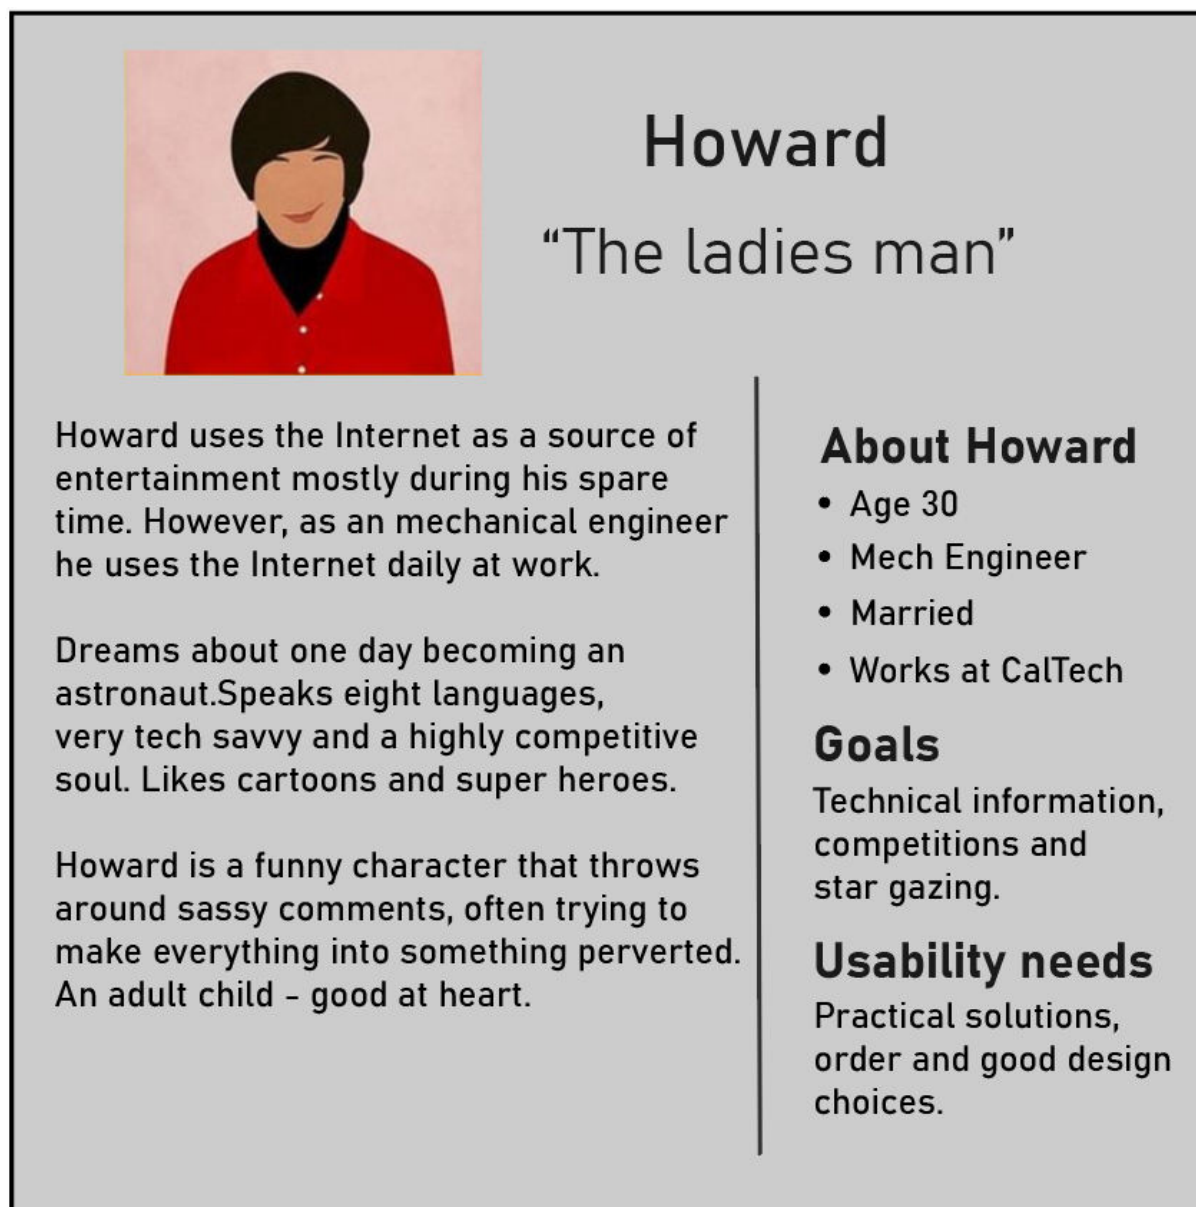 Howard
“The ladies man”
Howard uses the Internet as a source of
entertainment mostly during his spare
time. However, as an mechanical engineer
he uses the Internet daily at work.
Dreams about one day becoming an
astronaut.Speaks eight languages,
very tech savvy and a highly competitive
soul. Likes cartoons and super heroes.
Howard is a funny character that throws
around sassy comments, often trying to
make everything into something perverted.
An adult child - good at heart.
About Howard
• Age 30
• Mech Engineer
• Married
• Works at CalTech
Goals
Technical information,
competitions and
star gazing.
Usability needs
Practical solutions,
order and good design
choices.